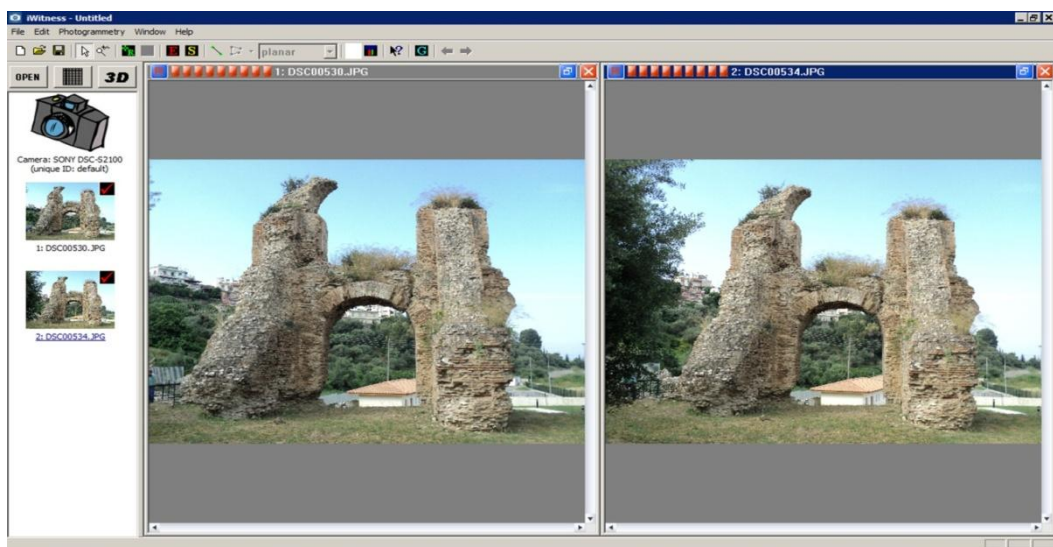 iWitness - Untitled
File Edit Photogrammetry Window Help
E S planar G
OPEN 3D
1: DSC00530.JPG
2: DSC00534.JPG
Camera: SONY DSC-S2100
(unique ID: default)
1: DSC00530.JPG
2: DSC00534.JPG